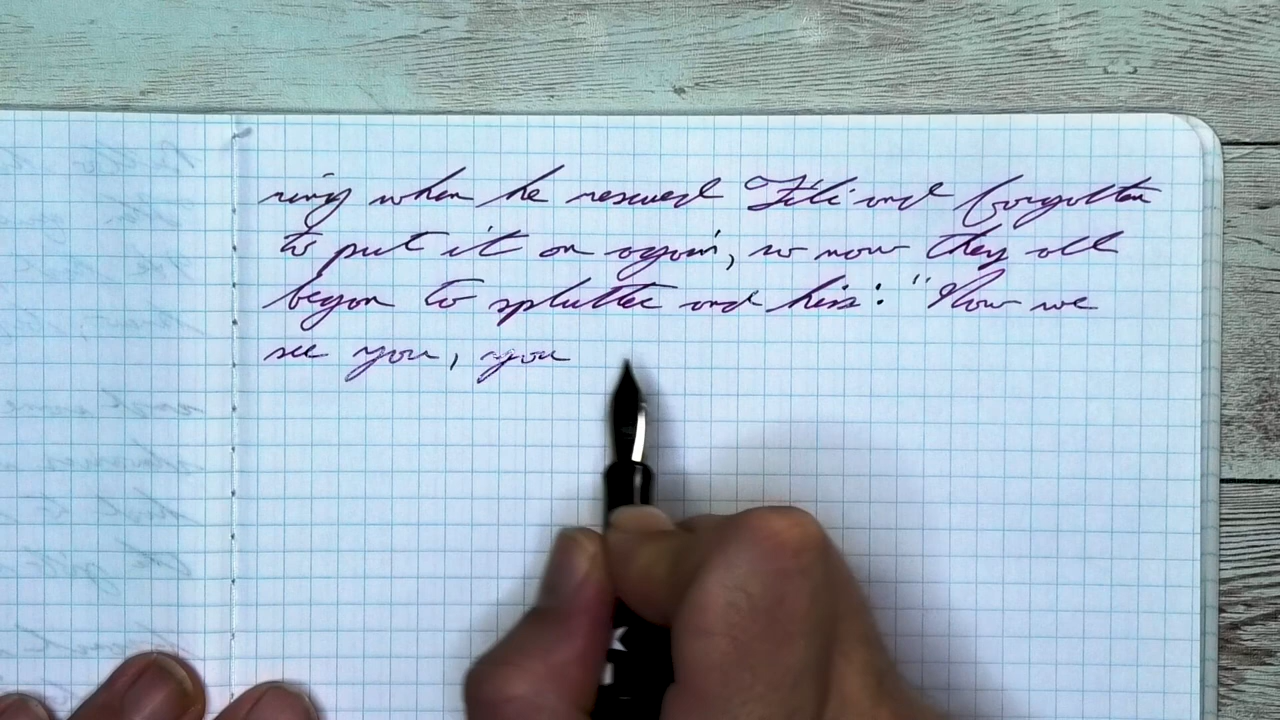 ring when he rescued Fili and forgotten
to put it on again, so now they all
began to splutter and hiss: "Now we
see you, you